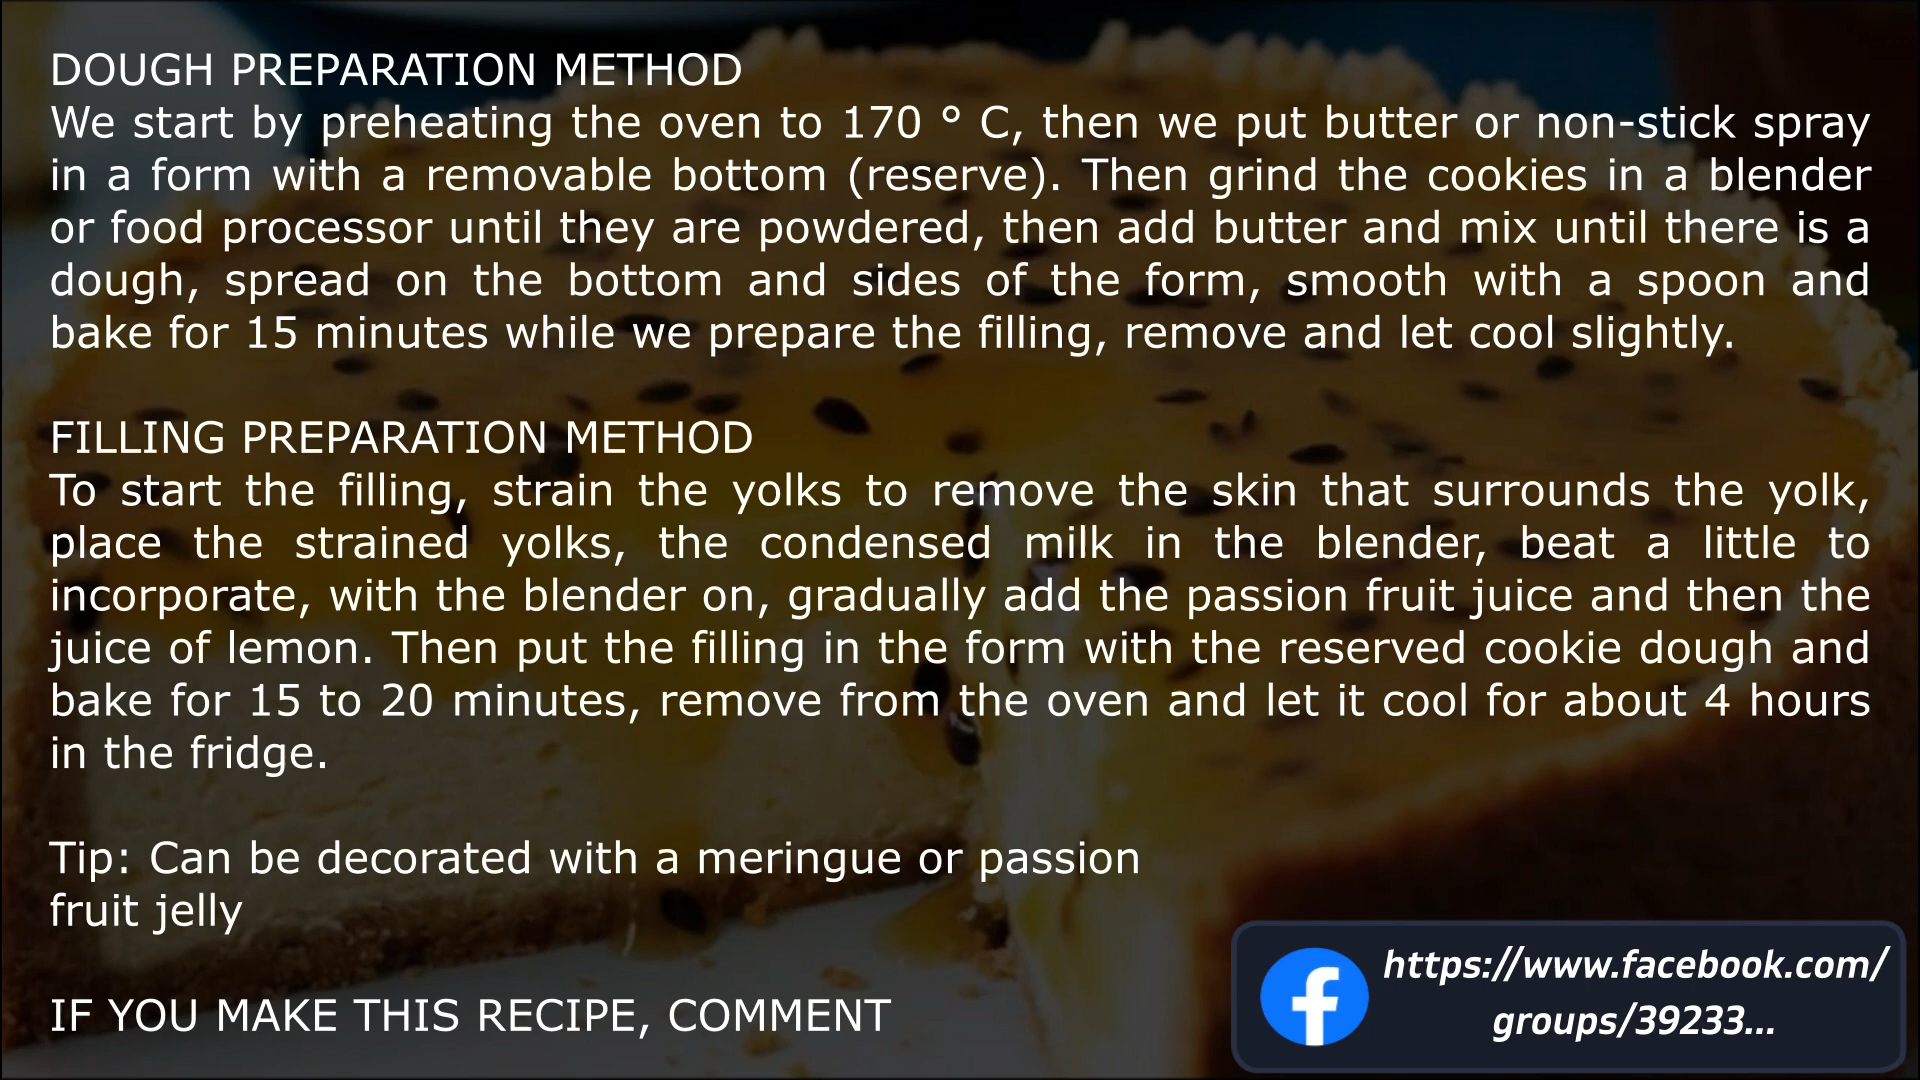 DOUGH PREPARATION METHOD
We start by preheating the oven to 170 ° C, then we put butter or non-stick spray
in a form with a removable bottom (reserve). Then grind the cookies in a blender
or food processor until they are powdered, then add butter and mix until there is a
dough, spread on the bottom and sides of the form, smooth with a spoon and
bake for 15 minutes while we prepare the filling, remove and let cool slightly.
FILLING PREPARATION METHOD
To start the filling, strain the yolks to remove the skin that surrounds the yolk,
place the strained yolks, the condensed milk in the blender, beat a little to
incorporate, with the blender on, gradually add the passion fruit juice and then the
juice of lemon. Then put the filling in the form with the reserved cookie dough and
bake for 15 to 20 minutes, remove from the oven and let it cool for about 4 hours
in the fridge.
Tip: Can be decorated with a meringue or passion
fruit jelly
IF YOU MAKE THIS RECIPE, COMMENT
https://www.facebook.com/
groups/39233...